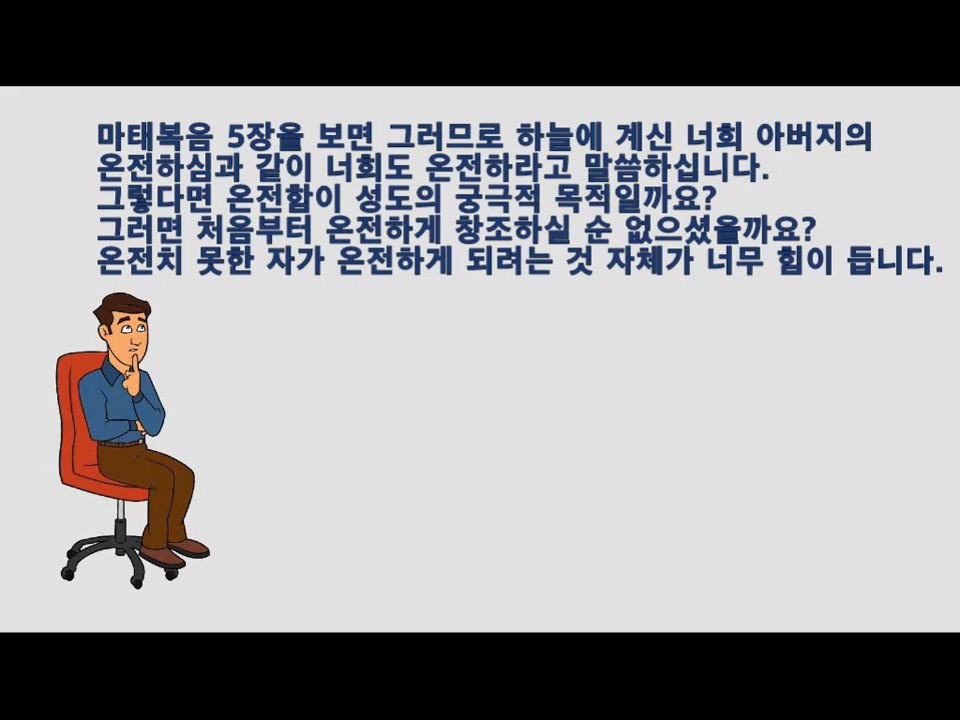 마태복음 5장을 보면 그러므로 하늘에 계신 너희 아버지의
온전하심과 같이 너희도 온전하라고 말씀하십니다.
그렇다면 온전함이 성도의 궁극적 목적일까요?
그러면 처음부터 온전하게 창조하실 순 없으셨을까요?
온전치 못한 자가 온전하게 되려는 것 자체가 너무 힘이 듭니다.